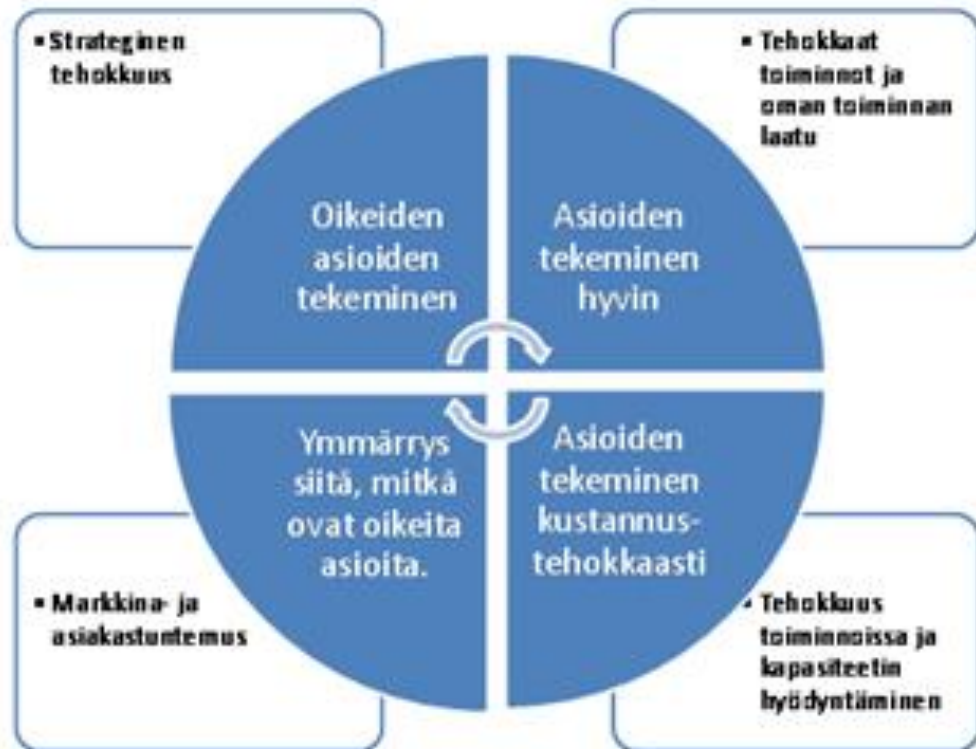 ▪ Strateginen
tehokkuus
▪ Tehokkaat
toiminnot ja
oman toiminnan
laatu
Oikeiden
asioiden
tekeminen
Asioiden
tekeminen
hyvin
Ymmärrys
siitä, mitkä
ovat oikeita
asioita.
Asioiden
tekeminen
kustannus-
tehokkaasti
▪ Markkina- ja
asiakastuntemus
▪ Tehokkuus
toiminnoissa ja
kapasiteetin
hyödyntäminen